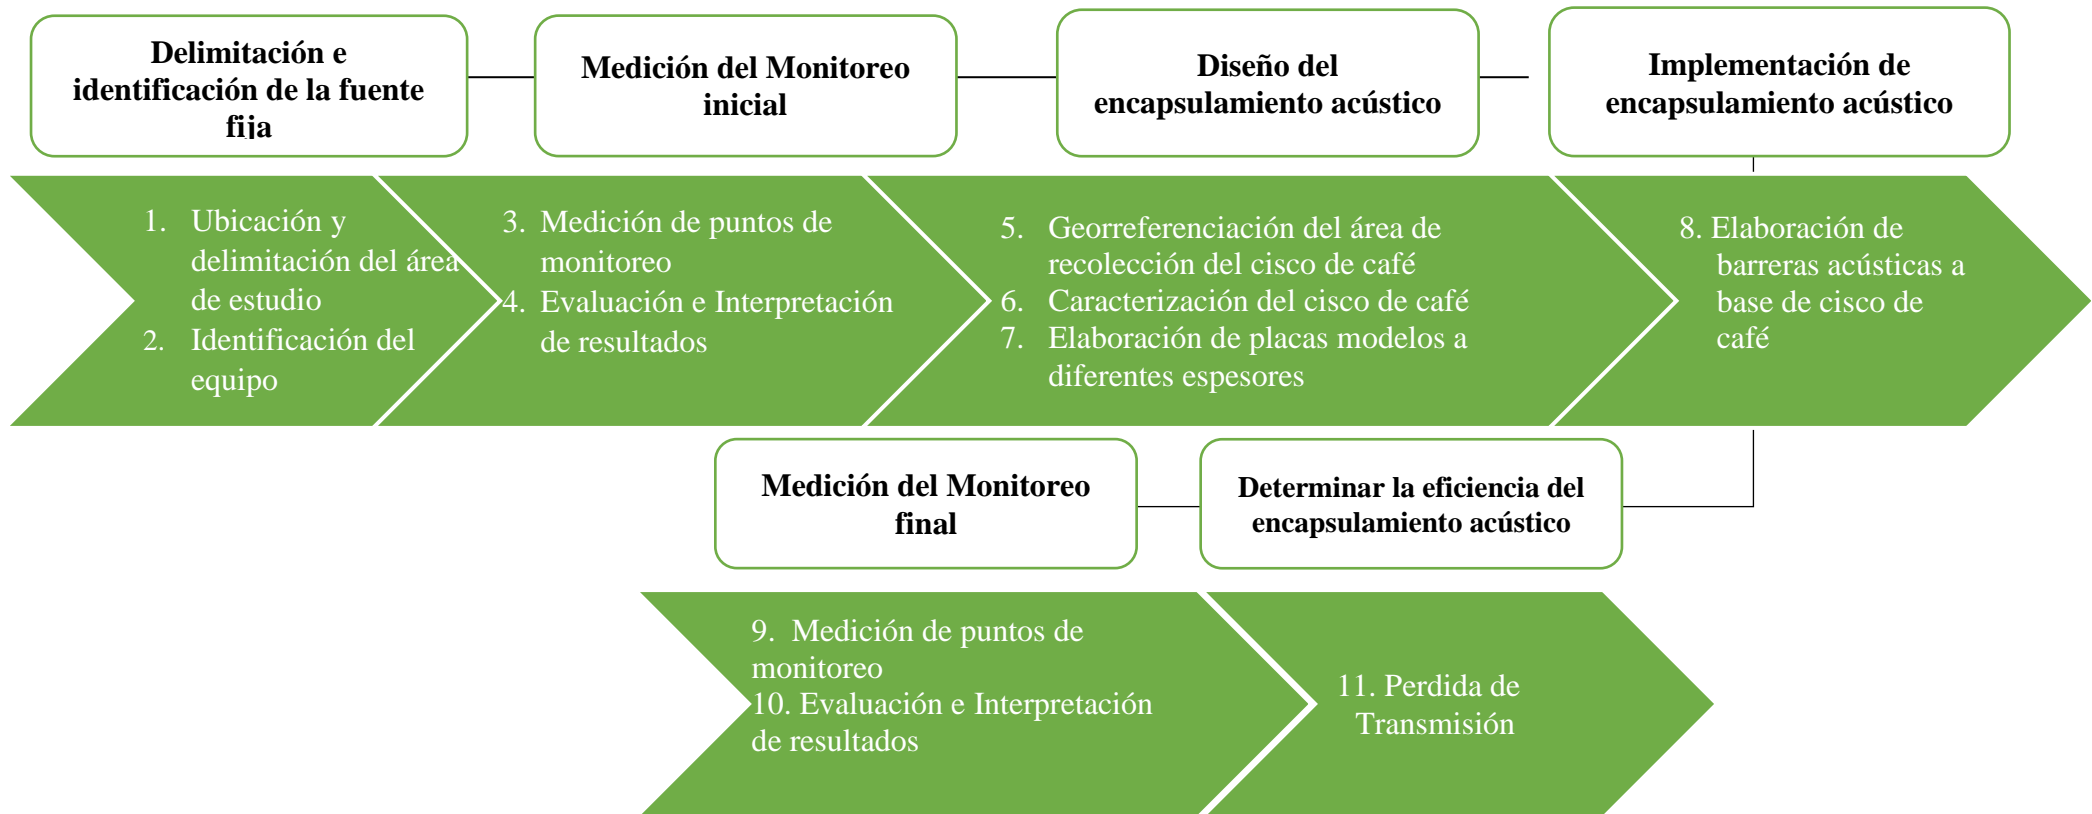 Delimitación e
identificación de la fuente
fija
Medición del Monitoreo
inicial
Diseño del
encapsulamiento acústico
Implementación de
encapsulamiento acústico
1. Ubicación y
delimitación del área
de estudio
2. Identificación del
equipo
3. Medición de puntos de
monitoreo
4. Evaluación e Interpretación
de resultados
5. Georreferenciación del área de
recolección del cisco de café
6. Caracterización del cisco de café
7. Elaboración de placas modelos a
diferentes espesores
8. Elaboración de
barreras acústicas a
base de cisco de
café
Medición del Monitoreo
final
Determinar la eficiencia del
encapsulamiento acústico
9. Medición de puntos de
monitoreo
10. Evaluación e Interpretación
de resultados
11. Perdida de
Transmisión